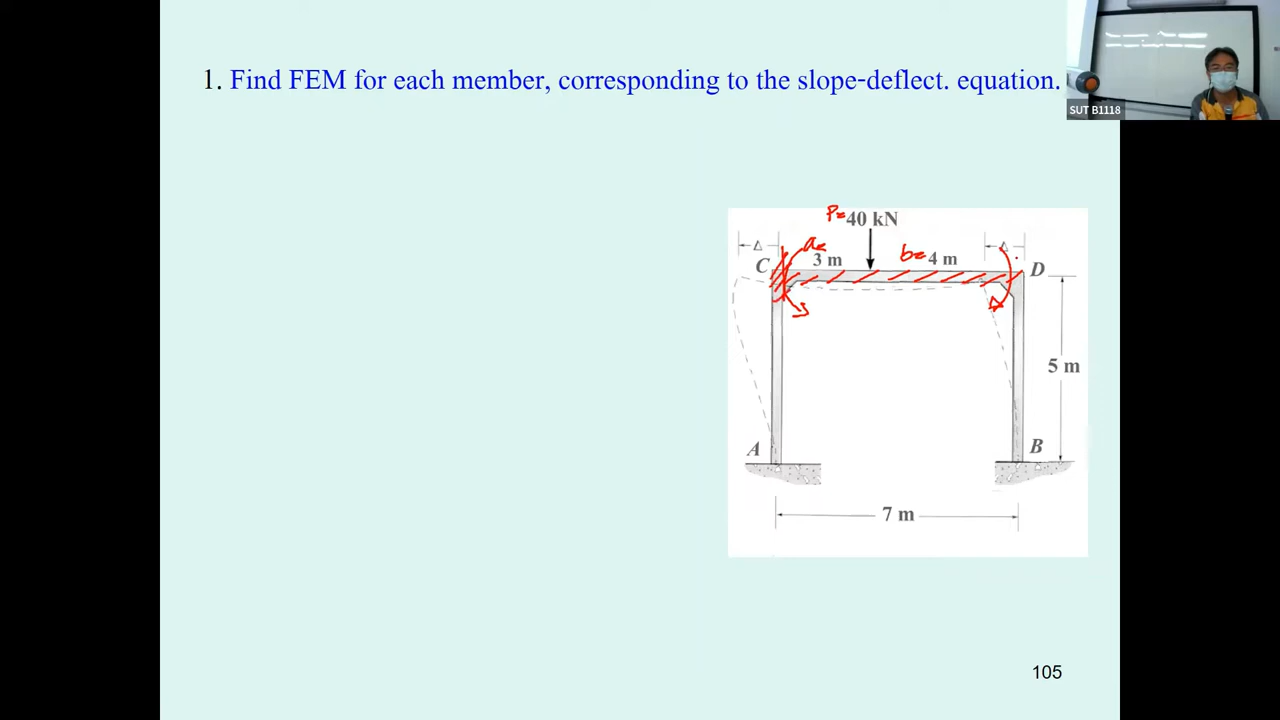 1. Find FEM for each member, corresponding to the slope-deflect. equation.
SUT B1118
P= 40 kN
Δ
a=
3 m
b= 4 m
Δ
C
D
5 m
A
B
7 m
105